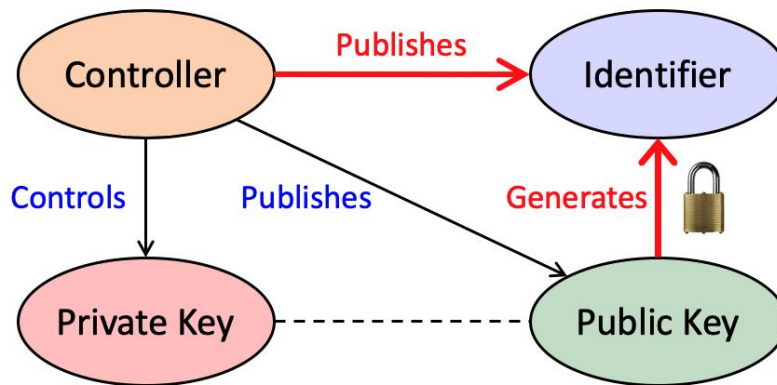 Publishes
Controller
Identifier
Controls
Publishes
Generates
Private Key
Public Key